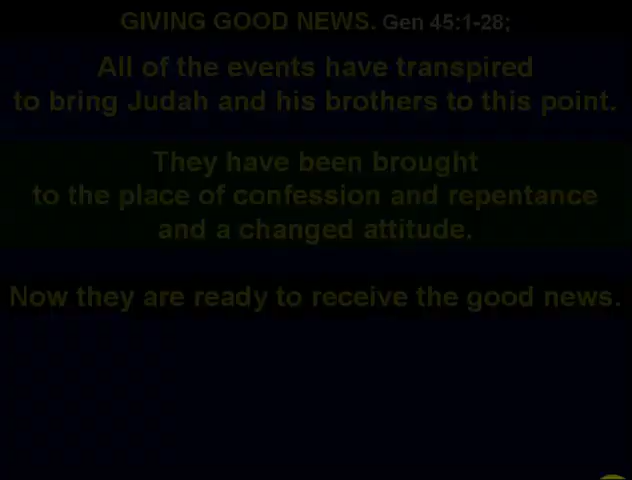 GIVING GOOD NEWS. Gen 45:1-28;
All of the events have transpired
to bring Judah and his brothers to this point.
They have been brought
to the place of confession and repentance
and a changed attitude.
Now they are ready to receive the good news.